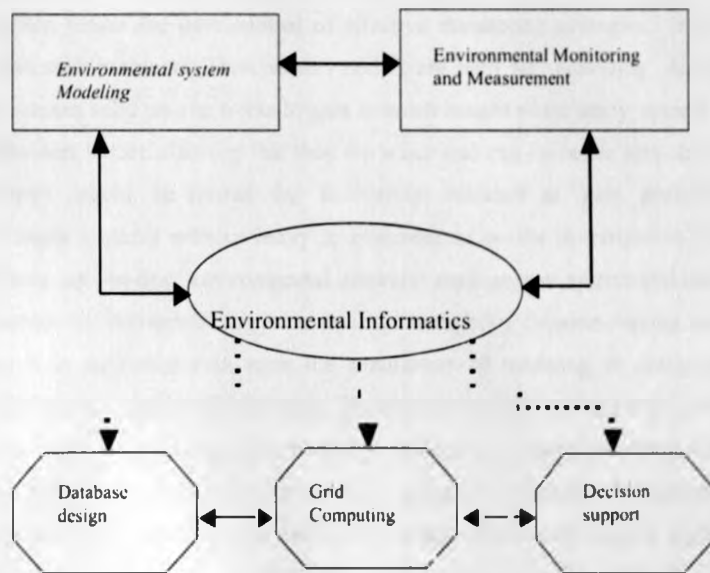 Environmental system
Modeling
Environmental Monitoring
and Measurement
Environmental Informatics
Database
design
Grid
Computing
Decision
support